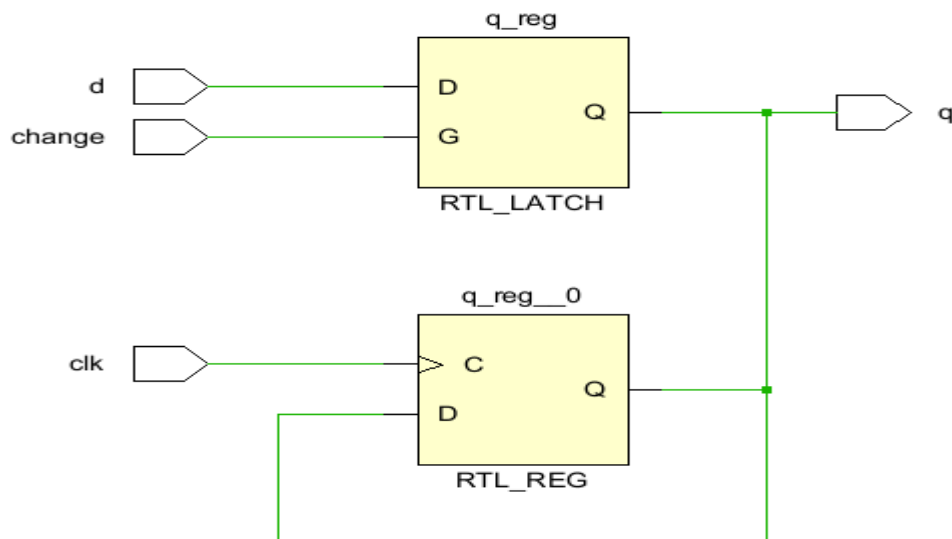 q_reg
d
D
Q
q
change
G
RTL_LATCH
q_reg__0
clk
C
Q
D
RTL_REG